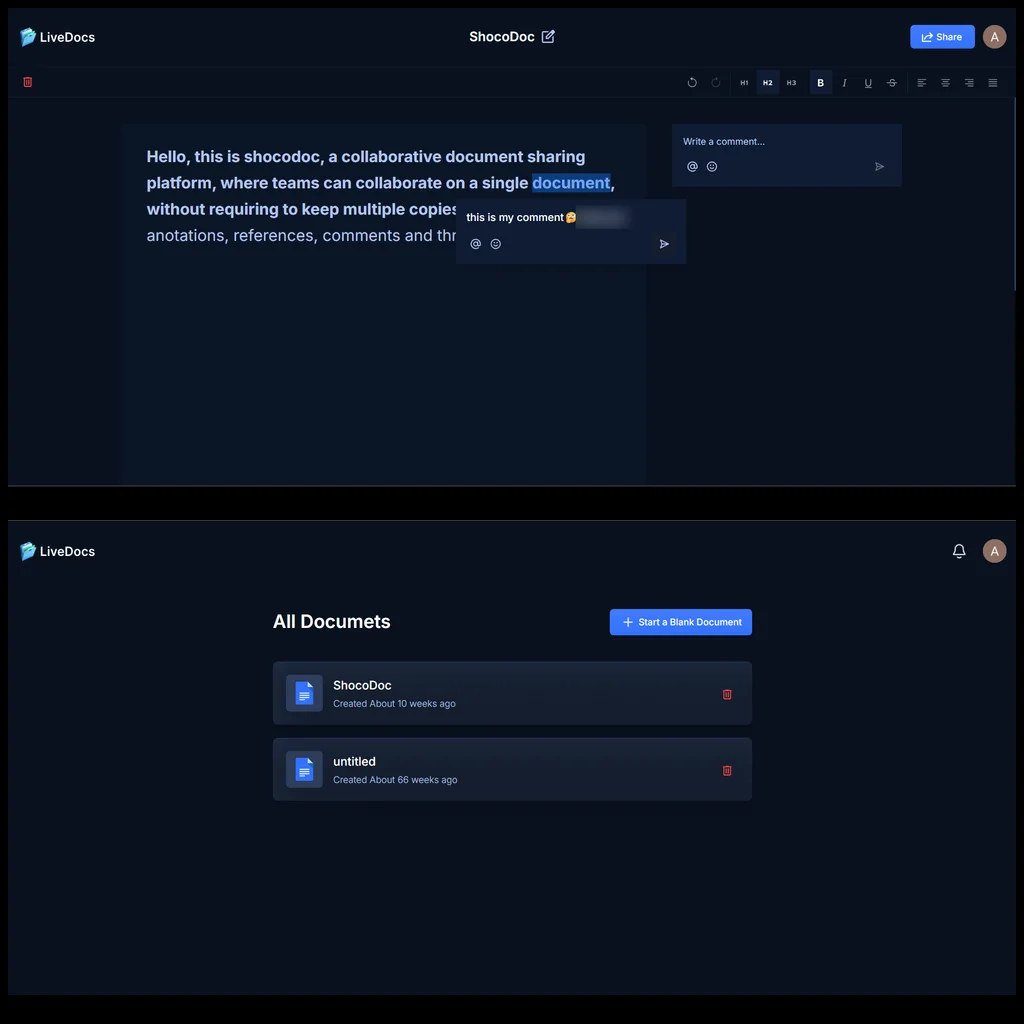 LiveDocs
ShocoDoc
Share
A
H1 H2 H3 B I U S
Hello, this is shocodoc, a collaborative document sharing
platform, where teams can collaborate on a single document,
without requiring to keep multiple copies
anotations, references, comments and
Write a comment...
@
this is my comment🤔
@
LiveDocs
A
All Documets
+ Start a Blank Document
ShocoDoc
Created About 10 weeks ago
untitled
Created About 66 weeks ago